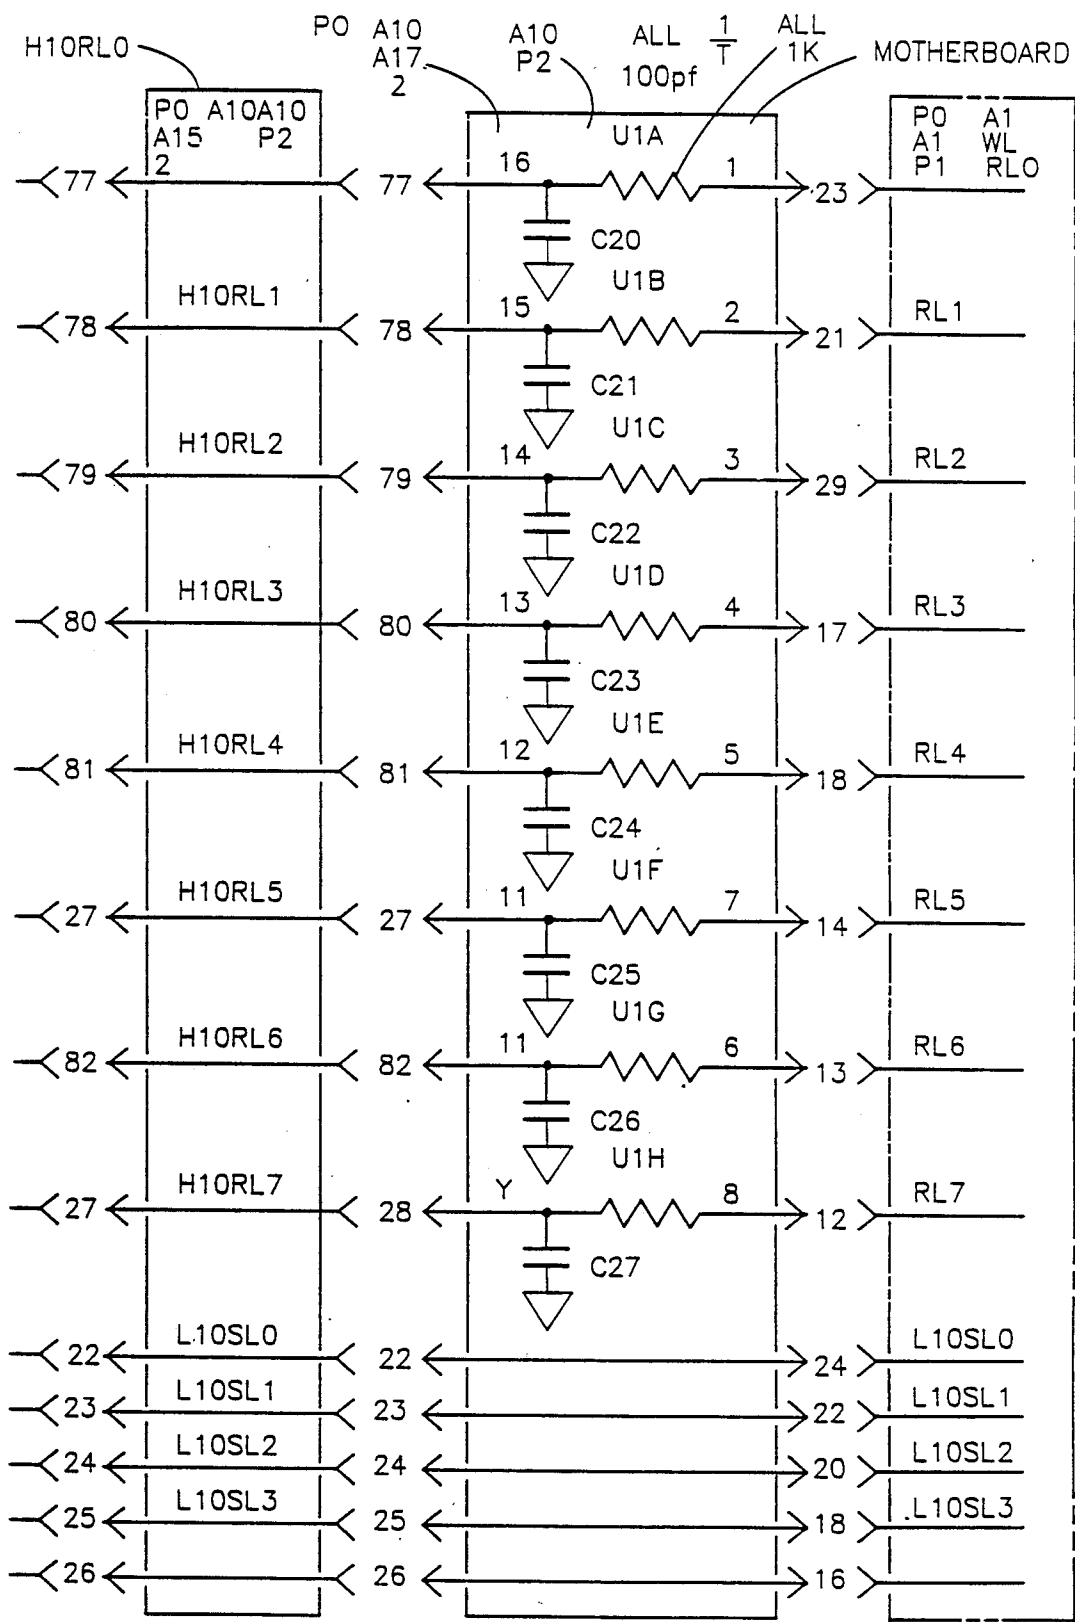 H10RL0
P0 A10
A17
2
A10
P2
ALL
100pf
1
T
ALL
1K
MOTHERBOARD
P0 A10A10
A15 P2
2
P0 A1
A1 WL
P1 RL0
U1A
77 77 16 1 23
C20
U1B
78 H10RL1 78 15 2 21 RL1
C21
U1C
79 H10RL2 79 14 3 29 RL2
C22
U1D
80 H10RL3 80 13 4 17 RL3
C23
U1E
81 H10RL4 81 12 5 18 RL4
C24
U1F
27 H10RL5 27 11 7 14 RL5
C25
U1G
82 H10RL6 82 11 6 13 RL6
C26
U1H
27 H10RL7 28 Y 8 12 RL7
C27
22 L10SL0 22 24 L10SL0
23 L10SL1 23 22 L10SL1
24 L10SL2 24 20 L10SL2
25 L10SL3 25 18 L10SL3
26 26 16